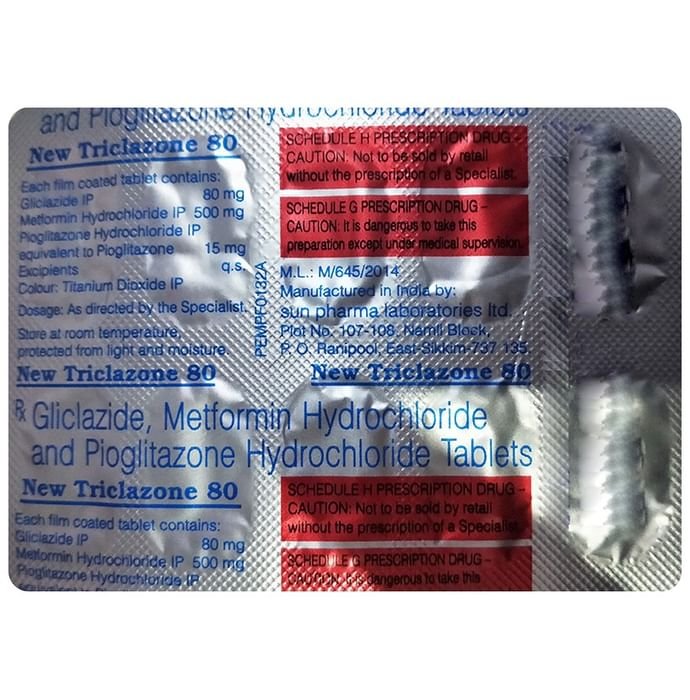 and Pioglitazone Hydrochloride Tablets
New Triclazone 80
Each film coated tablet contains:
Gliclazide IP 80 mg
Metformin Hydrochloride IP 500 mg
Pioglitazone Hydrochloride IP
equivalent to Pioglitazone 15 mg
Excipients q.s.
Colour: Titanium Dioxide IP
Dosage: As directed by the Specialist.
Store at room temperature,
protected from light and moisture.
SCHEDULE H PRESCRIPTION DRUG -
CAUTION: Not to be sold by retail
without the prescription of a Specialist.
SCHEDULE G PRESCRIPTION DRUG –
CAUTION: It is dangerous to take this
preparation except under medical supervision.
PEMPF0132A
M.L.: M/645/2014
Manufactured in India by:
sun pharma laboratories ltd.
Plot No. 107-108, Namli Block,
P. O. Ranipool, East-Sikkim-737 135.
New Triclazone 80 New Triclazone 80
Rx Gliclazide, Metformin Hydrochloride
and Pioglitazone Hydrochloride Tablets
New Triclazone 80
Each film coated tablet contains:
Gliclazide IP 80 mg
Metformin Hydrochloride IP 500 mg
Pioglitazone Hydrochloride IP
equivalent to Pioglitazone
SCHEDULE H PRESCRIPTION DRUG -
CAUTION: Not to be sold by retail
without the prescription of a Specialist.
SCHEDULE G PRESCRIPTION DRUG –
CAUTION: It is dangerous to take this